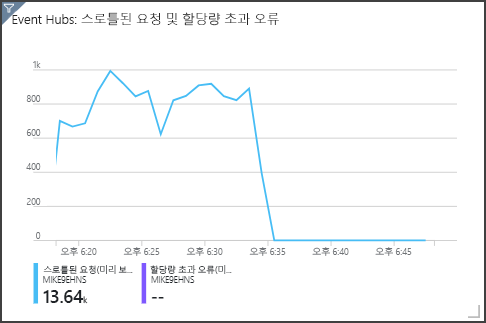 Event Hubs: 스로틀된 요청 및 할당량 초과 오류
1k
800
600
400
200
0
오후 6:20 오후 6:25 오후 6:30 오후 6:35 오후 6:40 오후 6:45
스로틀된 요청(미리 보... 할당량 초과 오류(미...
MIKE9EHNS MIKE9EHNS
13.64k --